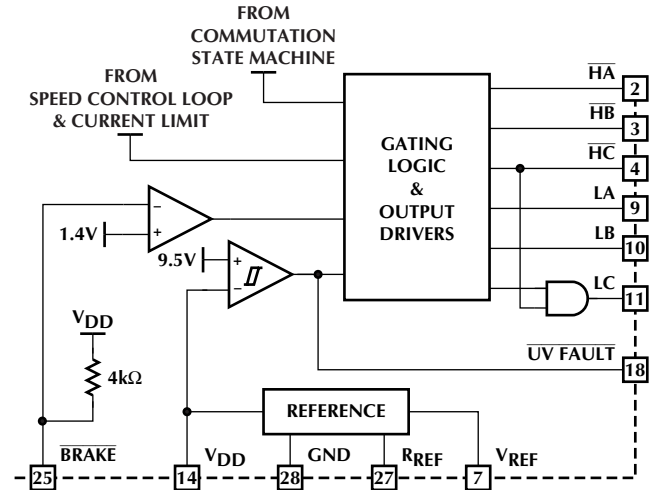 FROM
COMMUTATION
STATE MACHINE
FROM
SPEED CONTROL LOOP
& CURRENT LIMIT
GATING
LOGIC
&
OUTPUT
DRIVERS
HA
2
HB
3
HC
4
LA
9
LB
10
LC
11
UV FAULT
18
−
+
1.4V
9.5V
+
−
VDD
4kΩ
REFERENCE
25
BRAKE
14
VDD
28
GND
27
RREF
7
VREF